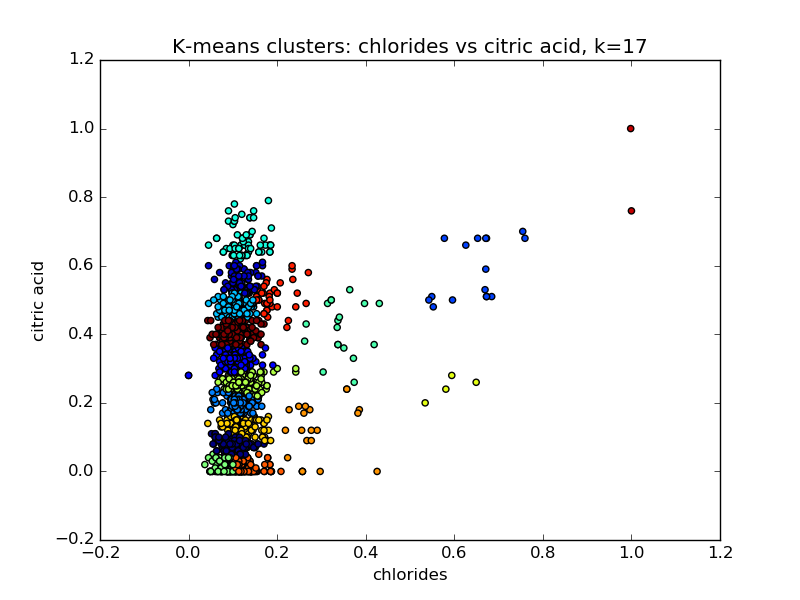 K-means clusters: chlorides vs citric acid, k=17
1.2
1.0
0.8
0.6
0.4
0.2
0.0
−0.2
citric acid
−0.2 0.0 0.2 0.4 0.6 0.8 1.0 1.2
chlorides